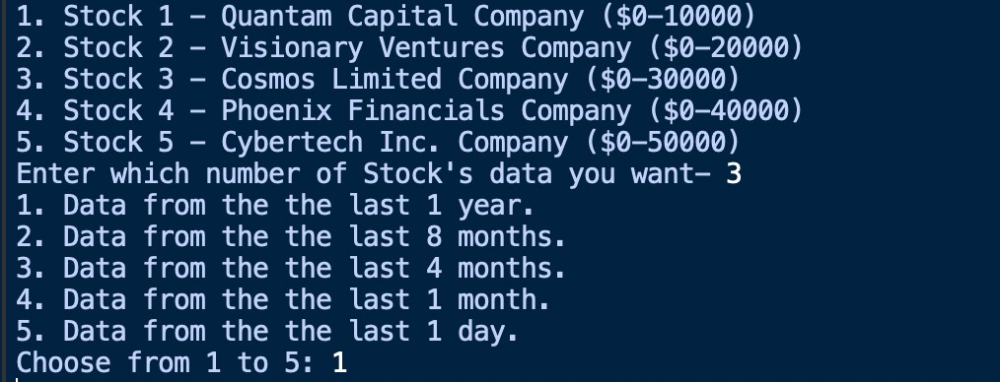 1. Stock 1 – Quantam Capital Company ($0–10000)
2. Stock 2 – Visionary Ventures Company ($0–20000)
3. Stock 3 – Cosmos Limited Company ($0–30000)
4. Stock 4 – Phoenix Financials Company ($0–40000)
5. Stock 5 – Cybertech Inc. Company ($0–50000)
Enter which number of Stock's data you want– 3
1. Data from the the last 1 year.
2. Data from the the last 8 months.
3. Data from the the last 4 months.
4. Data from the the last 1 month.
5. Data from the the last 1 day.
Choose from 1 to 5: 1